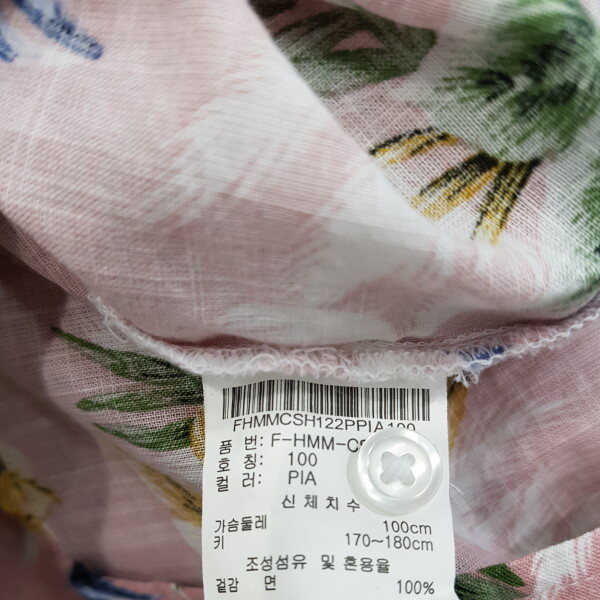 FHMMCSH122PPIA100
품 번: F-HMM-CS
호 칭: 100
컬 러: PIA
신 체 치 수
가슴둘레 100cm
키 170~180cm
조성섬유 및 혼용율
겉감 면 100%